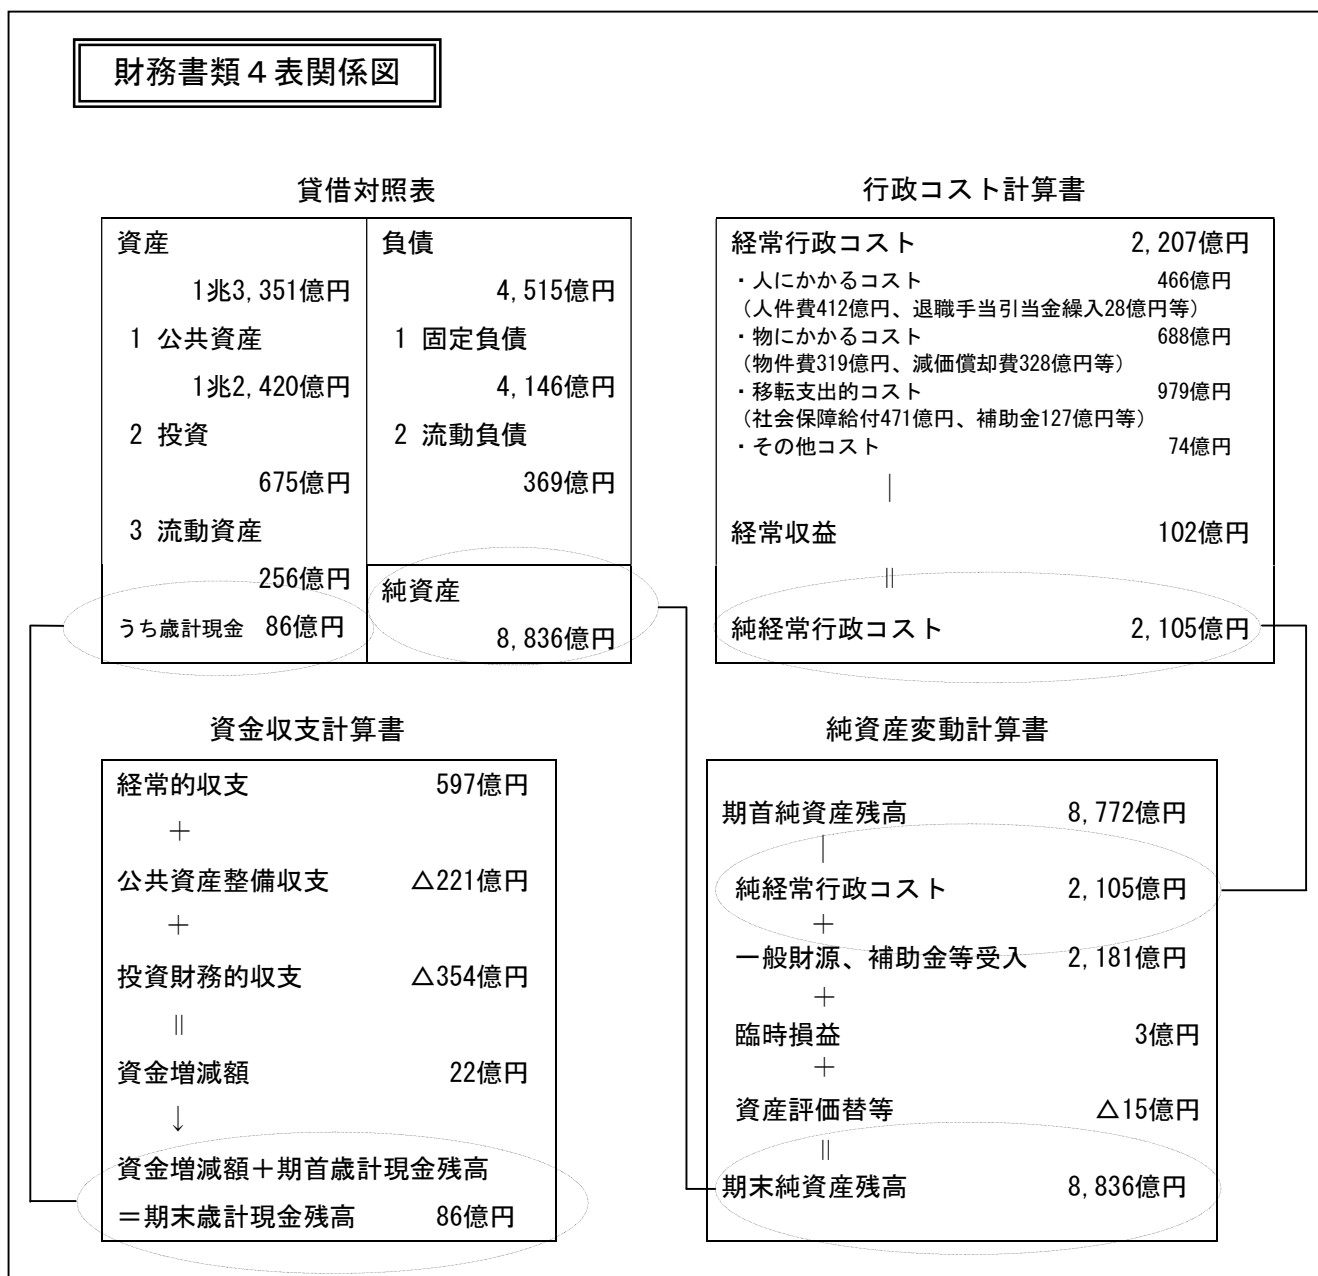 財務書類４表関係図
貸借対照表
資産
1兆3,351億円
1 公共資産
1兆2,420億円
2 投資
675億円
3 流動資産
256億円
うち歳計現金 86億円
負債
4,515億円
1 固定負債
4,146億円
2 流動負債
369億円
純資産
8,836億円
行政コスト計算書
経常行政コスト 2,207億円
・人にかかるコスト 466億円
（人件費412億円、退職手当引当金繰入28億円等）
・物にかかるコスト 688億円
（物件費319億円、減価償却費328億円等）
・移転支出的コスト 979億円
（社会保障給付471億円、補助金127億円等）
・その他コスト 74億円
｜
経常収益 102億円
||
純経常行政コスト 2,105億円
資金収支計算書
経常的収支 597億円
＋
公共資産整備収支 △221億円
＋
投資財務的収支 △354億円
||
資金増減額 22億円
↓
資金増減額＋期首歳計現金残高
＝期末歳計現金残高 86億円
純資産変動計算書
期首純資産残高 8,772億円
｜
純経常行政コスト 2,105億円
＋
一般財源、補助金等受入 2,181億円
＋
臨時損益 3億円
＋
資産評価替等 △15億円
||
期末純資産残高 8,836億円